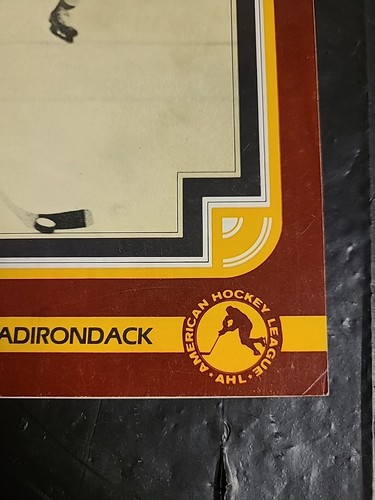 ADIRONDACK
AMERICAN HOCKEY LEAGUE
• AHL •